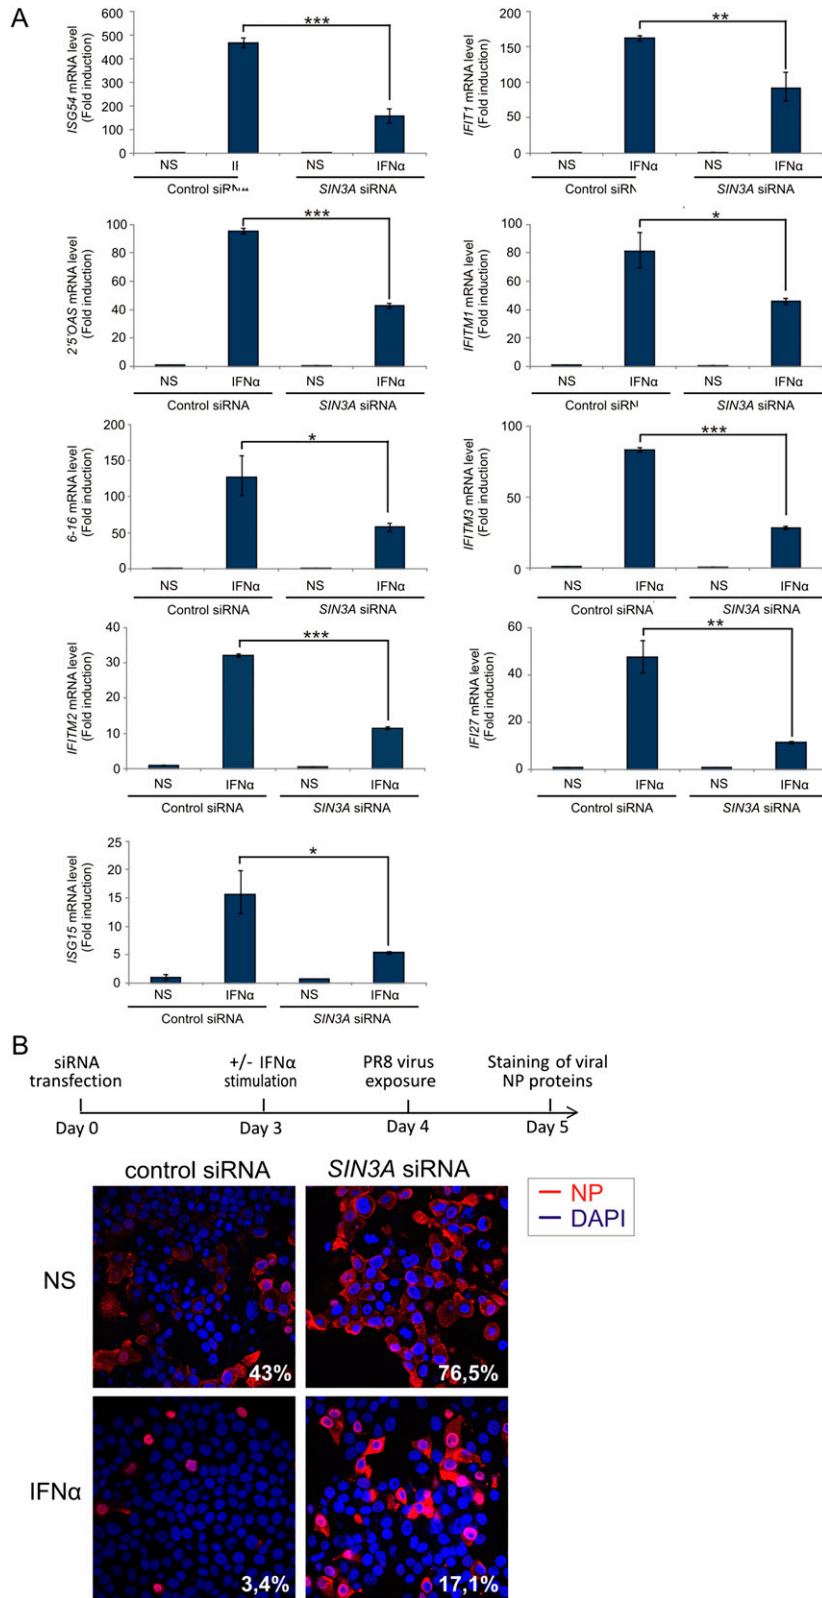 A
ISG54 mRNA level
(Fold induction)
600
500
400
300
200
100
0
***
NS
NS
IFNα
Control siRNA
SIN3A siRNA
IFIT1 mRNA level
(Fold induction)
200
150
100
50
0
**
NS
IFNα
NS
IFNα
Control siRN
SIN3A siRNA
2'5'OAS mRNA level
(Fold induction)
100
80
60
40
20
0
***
NS
IFNα
NS
IFNα
Control siRNA
SIN3A siRNA
IFITM1 mRNA level
(Fold induction)
100
80
60
40
20
0
*
NS
IFNα
NS
IFNα
Control siRN
SIN3A siRNA
6-16 mRNA level
(Fold induction)
200
150
100
50
0
*
NS
IFNα
NS
IFNα
Control siRNA
SIN3A siRNA
IFITM3 mRNA level
(Fold induction)
100
50
0
***
NS
IFNα
NS
IFNα
Control siRNA
SIN3A siRNA
IFITM2 mRNA level
(Fold induction)
40
30
20
10
0
***
NS
IFNα
NS
IFNα
Control siRNA
SIN3A siRNA
IFI27 mRNA level
(Fold induction)
60
40
20
0
**
NS
IFNα
NS
IFNα
Control siRNA
SIN3A siRNA
ISG15 mRNA level
(Fold induction)
25
20
15
10
5
0
*
NS
IFNα
NS
IFNα
Control siRNA
SIN3A siRNA
B
siRNA
transfection
+/- IFNα
stimulation
PR8 virus
exposure
Staining of viral
NP proteins
Day 0
Day 3
Day 4
Day 5
control siRNA
SIN3A siRNA
NP
DAPI
NS
43%
76,5%
IFNα
3,4%
17,1%